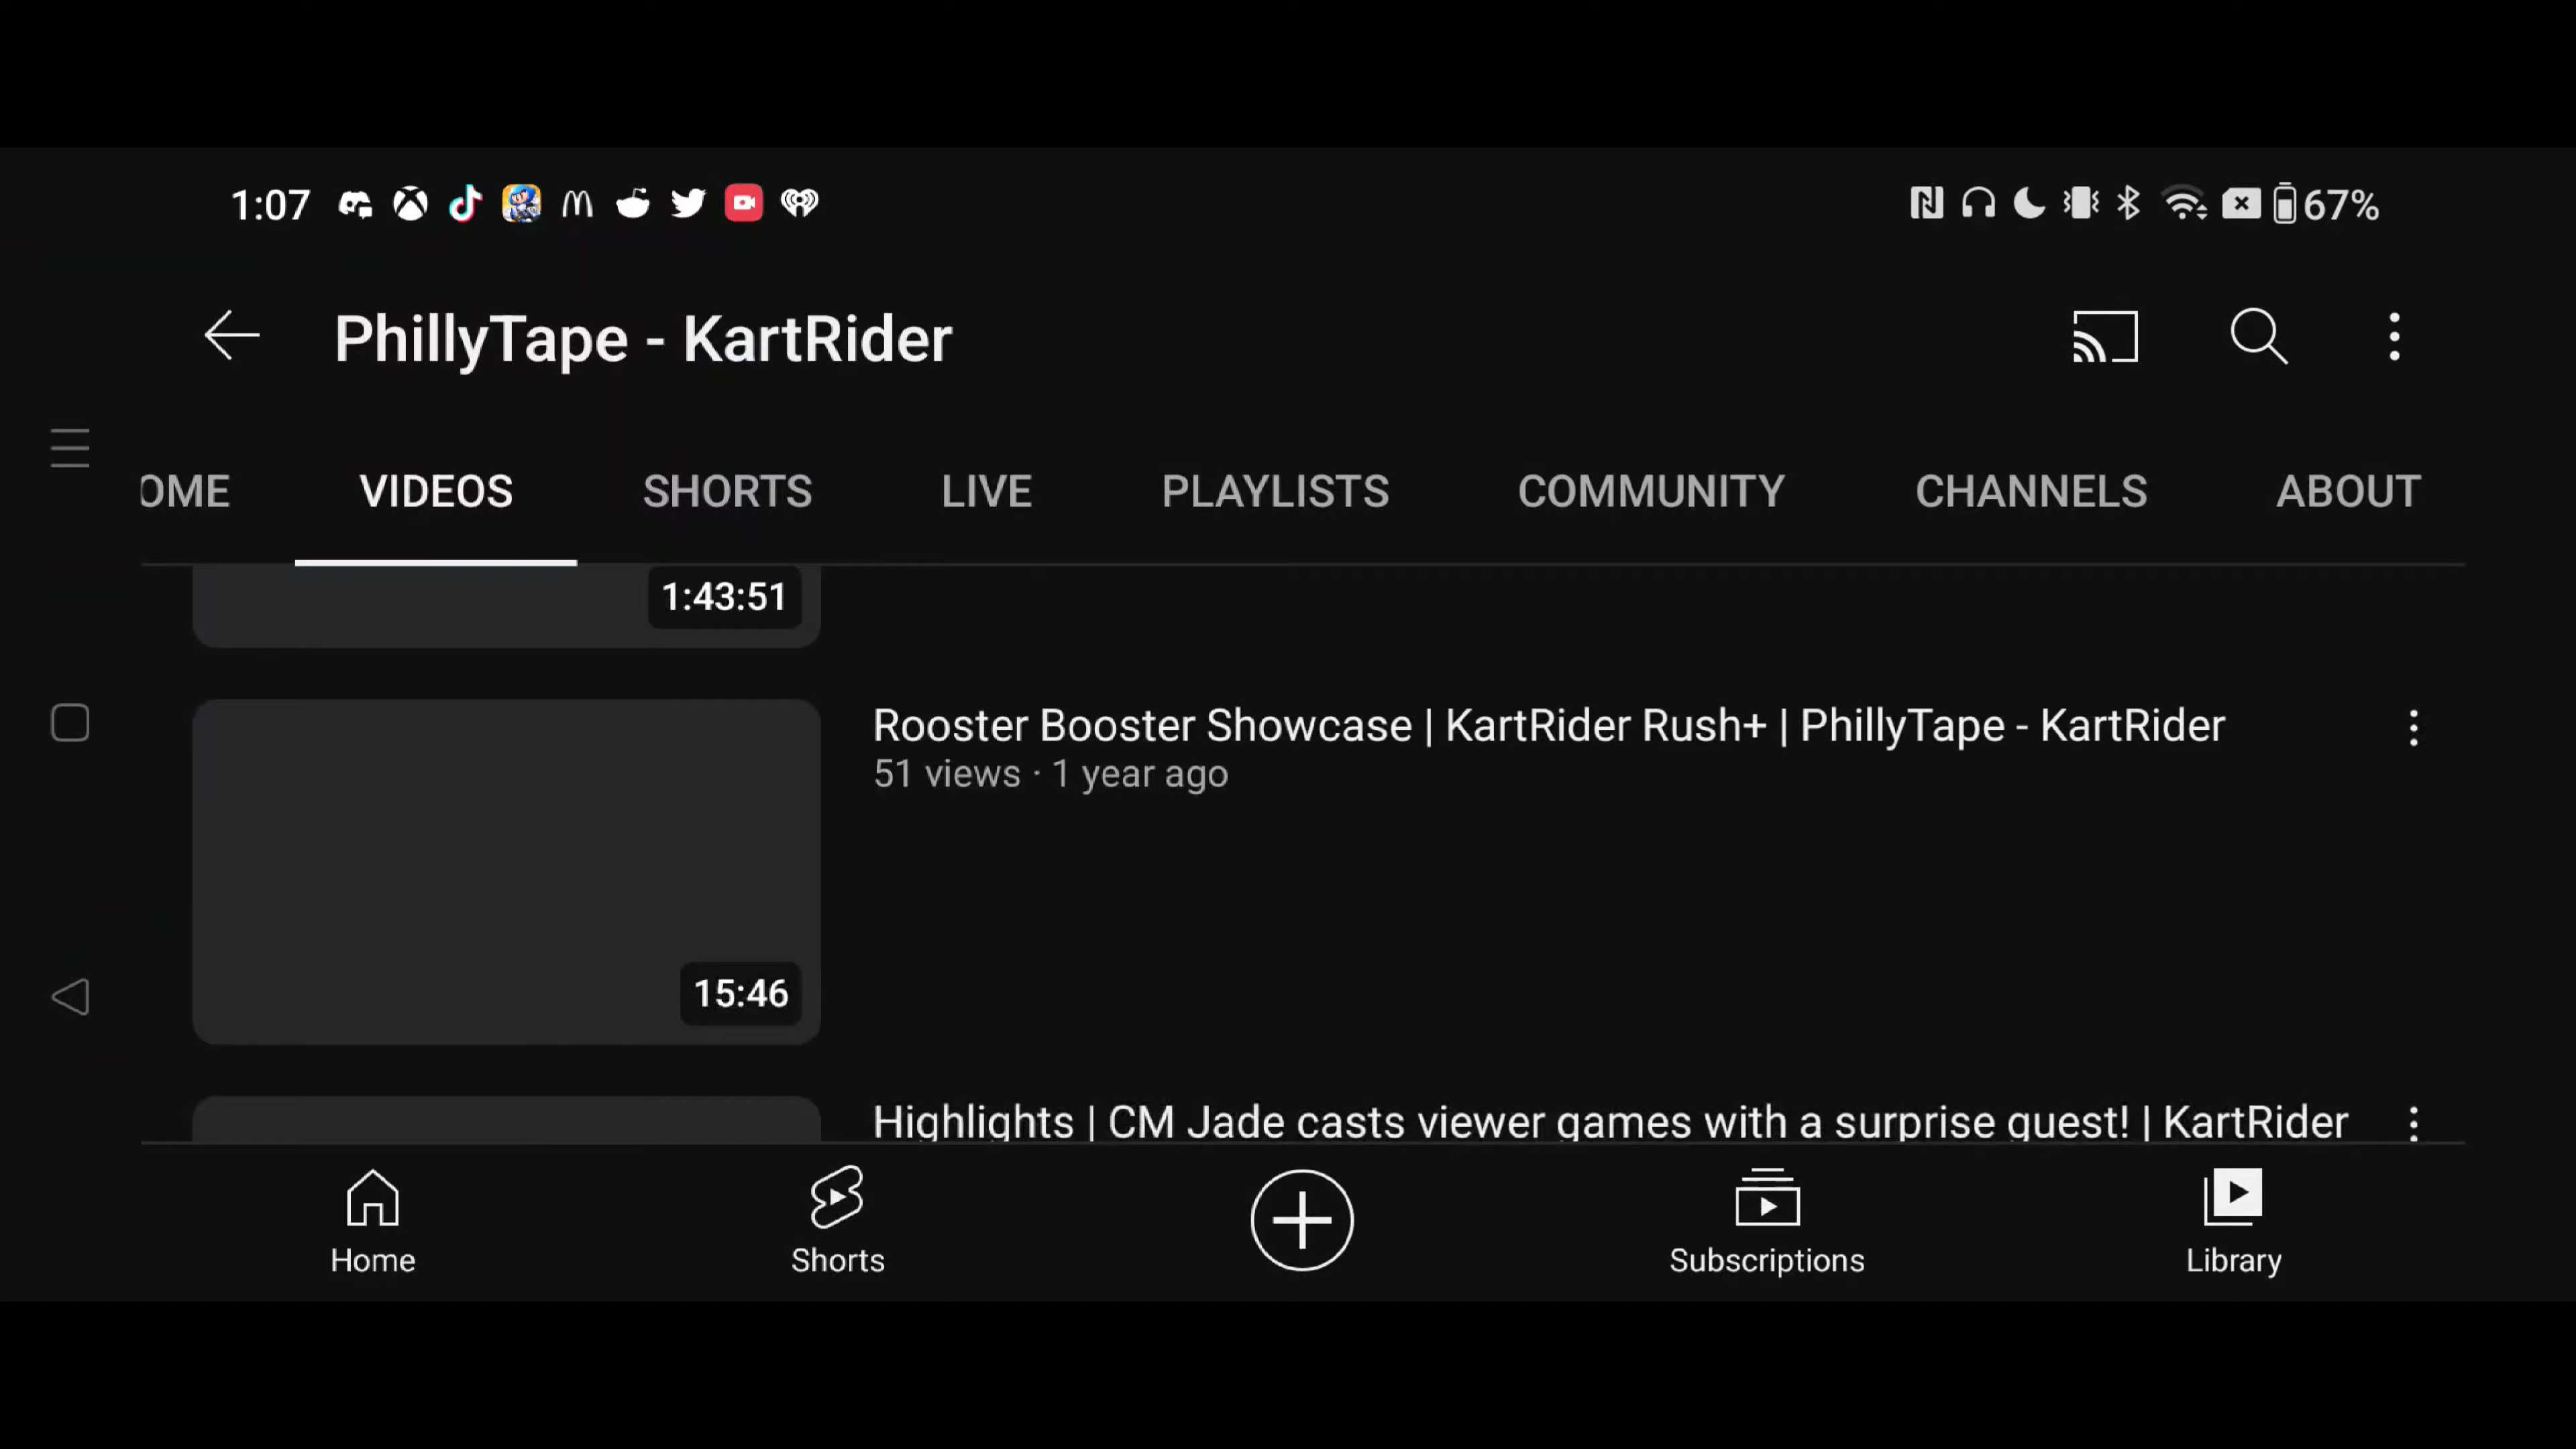 1:07
67%
PhillyTape - KartRider
OME VIDEOS SHORTS LIVE PLAYLISTS COMMUNITY CHANNELS ABOUT
1:43:51
Rooster Booster Showcase | KartRider Rush+ | PhillyTape - KartRider
51 views · 1 year ago
15:46
Highlights | CM Jade casts viewer games with a surprise guest! | KartRider
Home Shorts Subscriptions Library